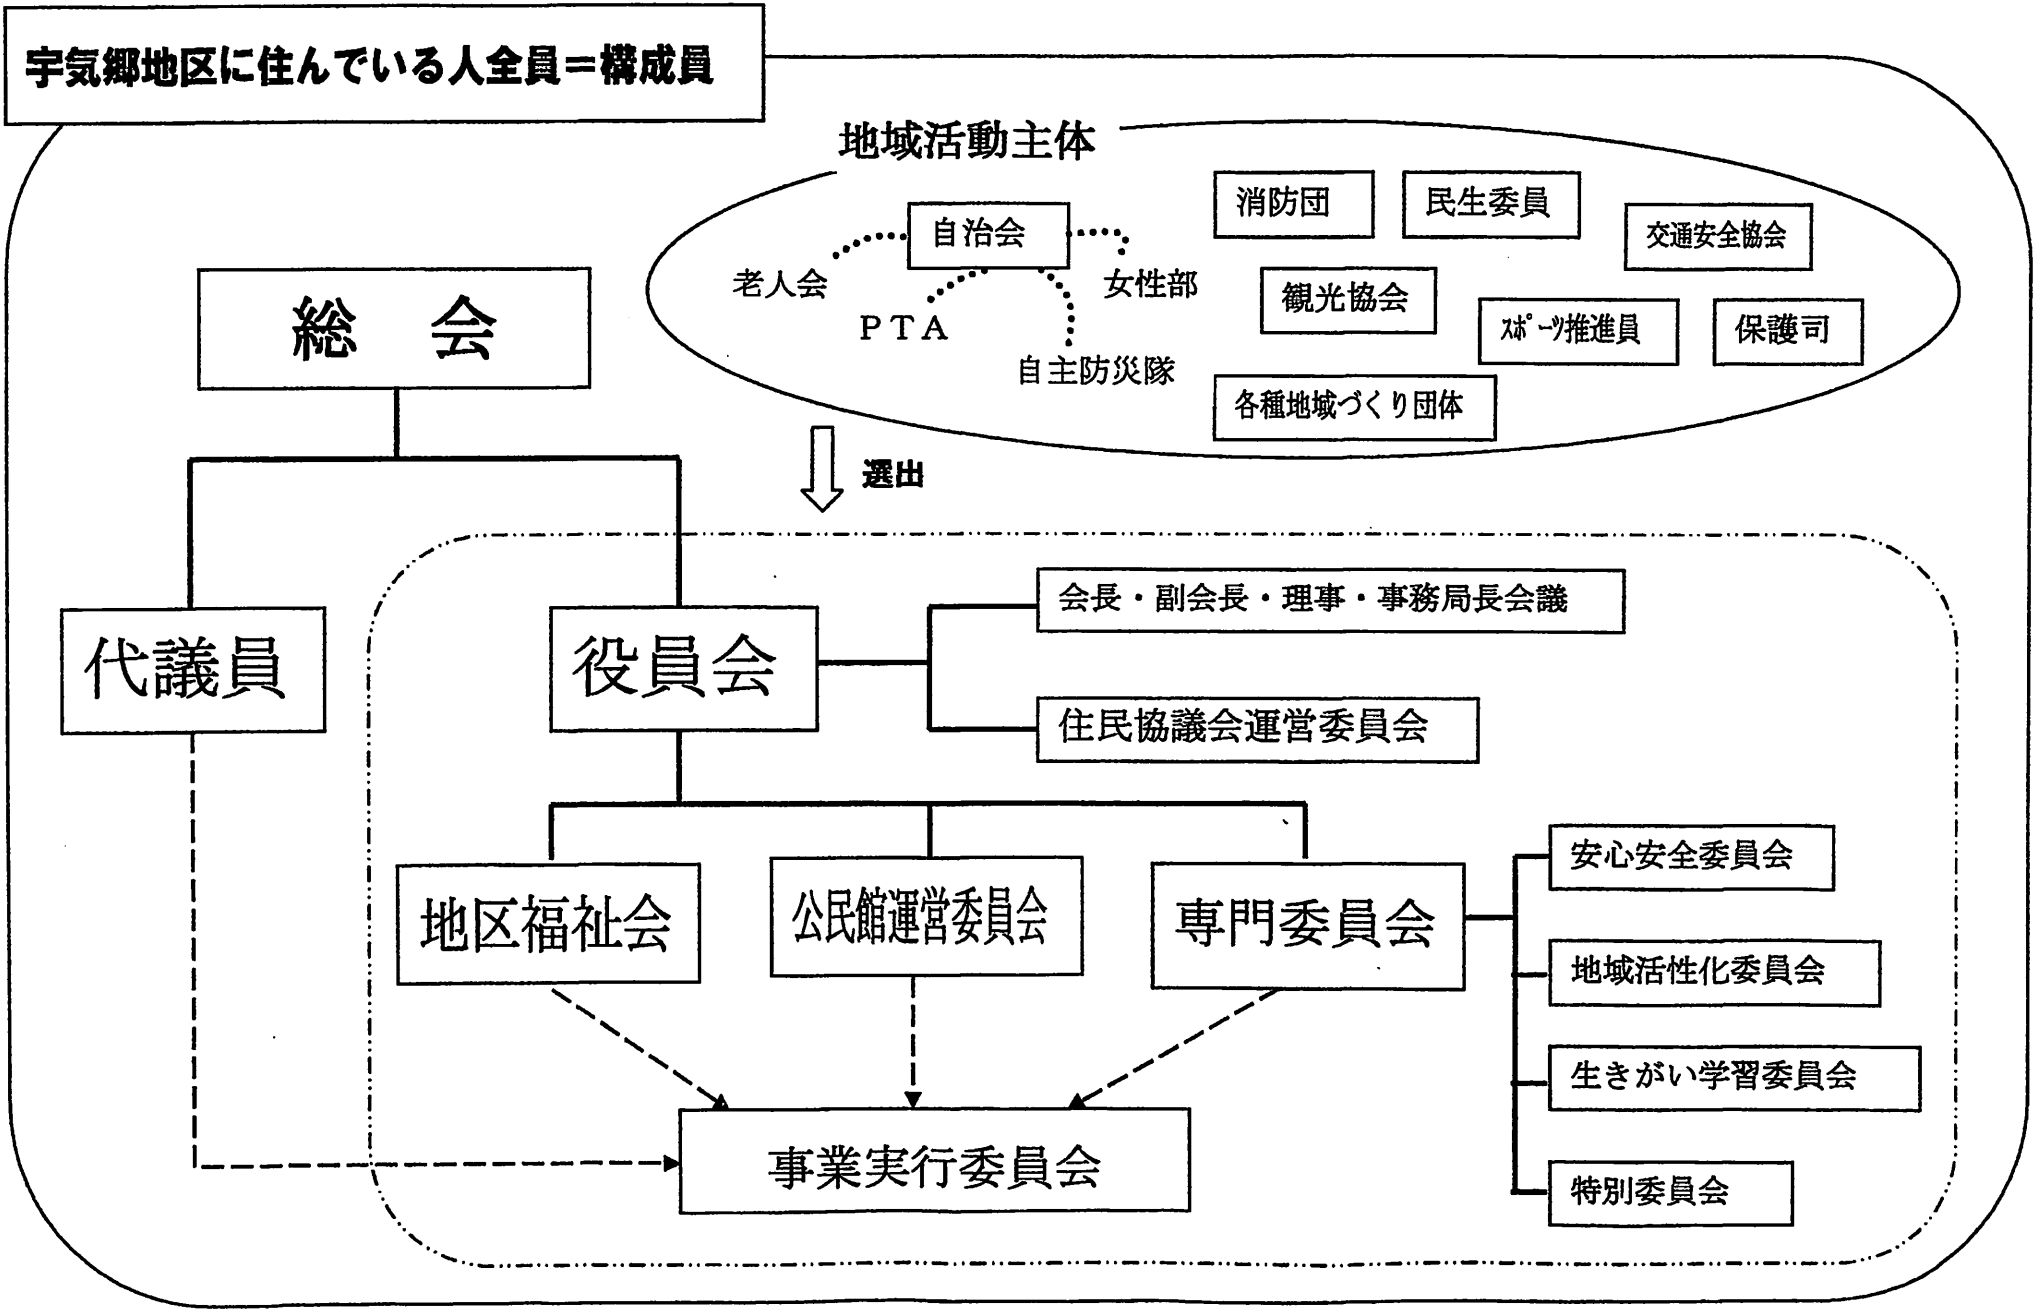 宇気郷地区に住んでいる人全員＝構成員
地域活動主体
消防団
民生委員
交通安全協会
自治会
老人会
女性部
観光協会
ＰＴＡ
スポーツ推進員
保護司
自主防災隊
各種地域づくり団体
総　会
選出
代議員
役員会
会長・副会長・理事・事務局長会議
住民協議会運営委員会
地区福祉会
公民館運営委員会
専門委員会
安心安全委員会
地域活性化委員会
生きがい学習委員会
特別委員会
事業実行委員会